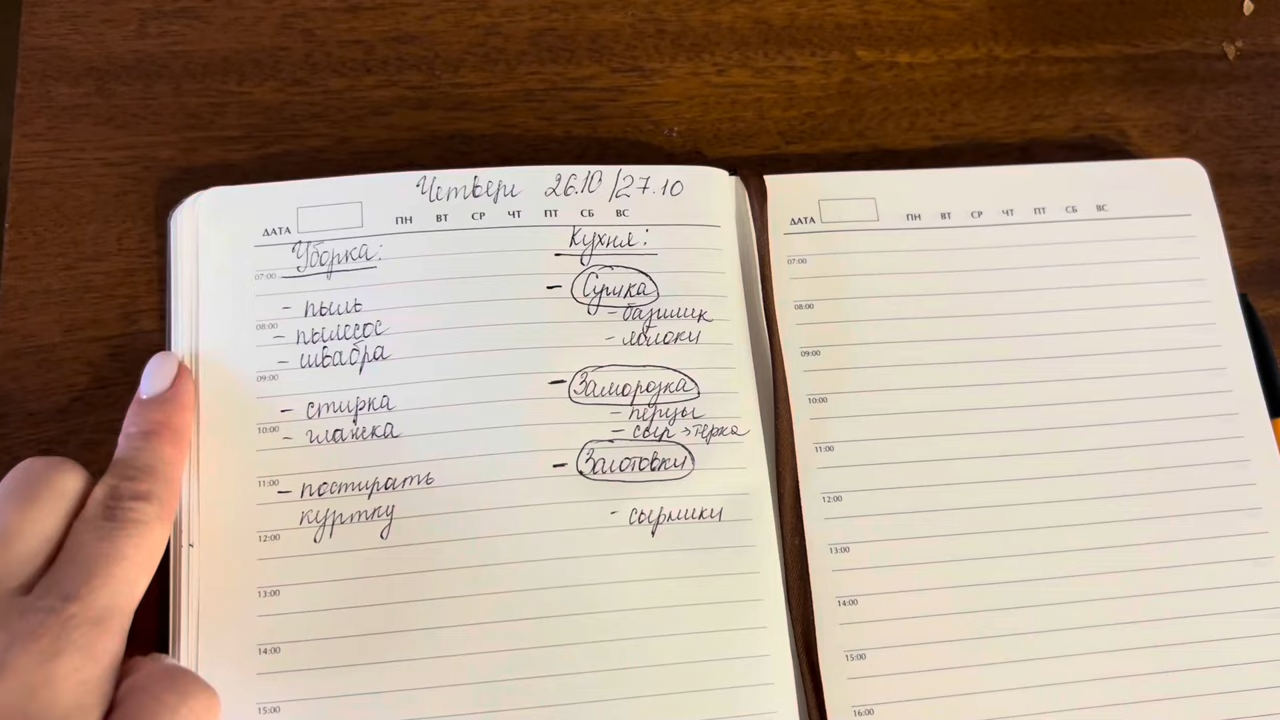 Четверг 26.10 / 27.10
ДАТА ПН ВТ СР ЧТ ПТ СБ ВС
Уборка:
07:00
- пыль
08:00
- пылесос
- швабра
09:00
- стирка
10:00
- глажка
11:00
- постирать
куртку
12:00
13:00
14:00
15:00
Кухня:
- Сушка
- базилик
- яблоки
- Заморозка
- перцы
- сыр → терка
- Заготовки
- сырники
ДАТА ПН ВТ СР ЧТ ПТ СБ ВС
07:00
08:00
09:00
10:00
11:00
12:00
13:00
14:00
15:00
16:00